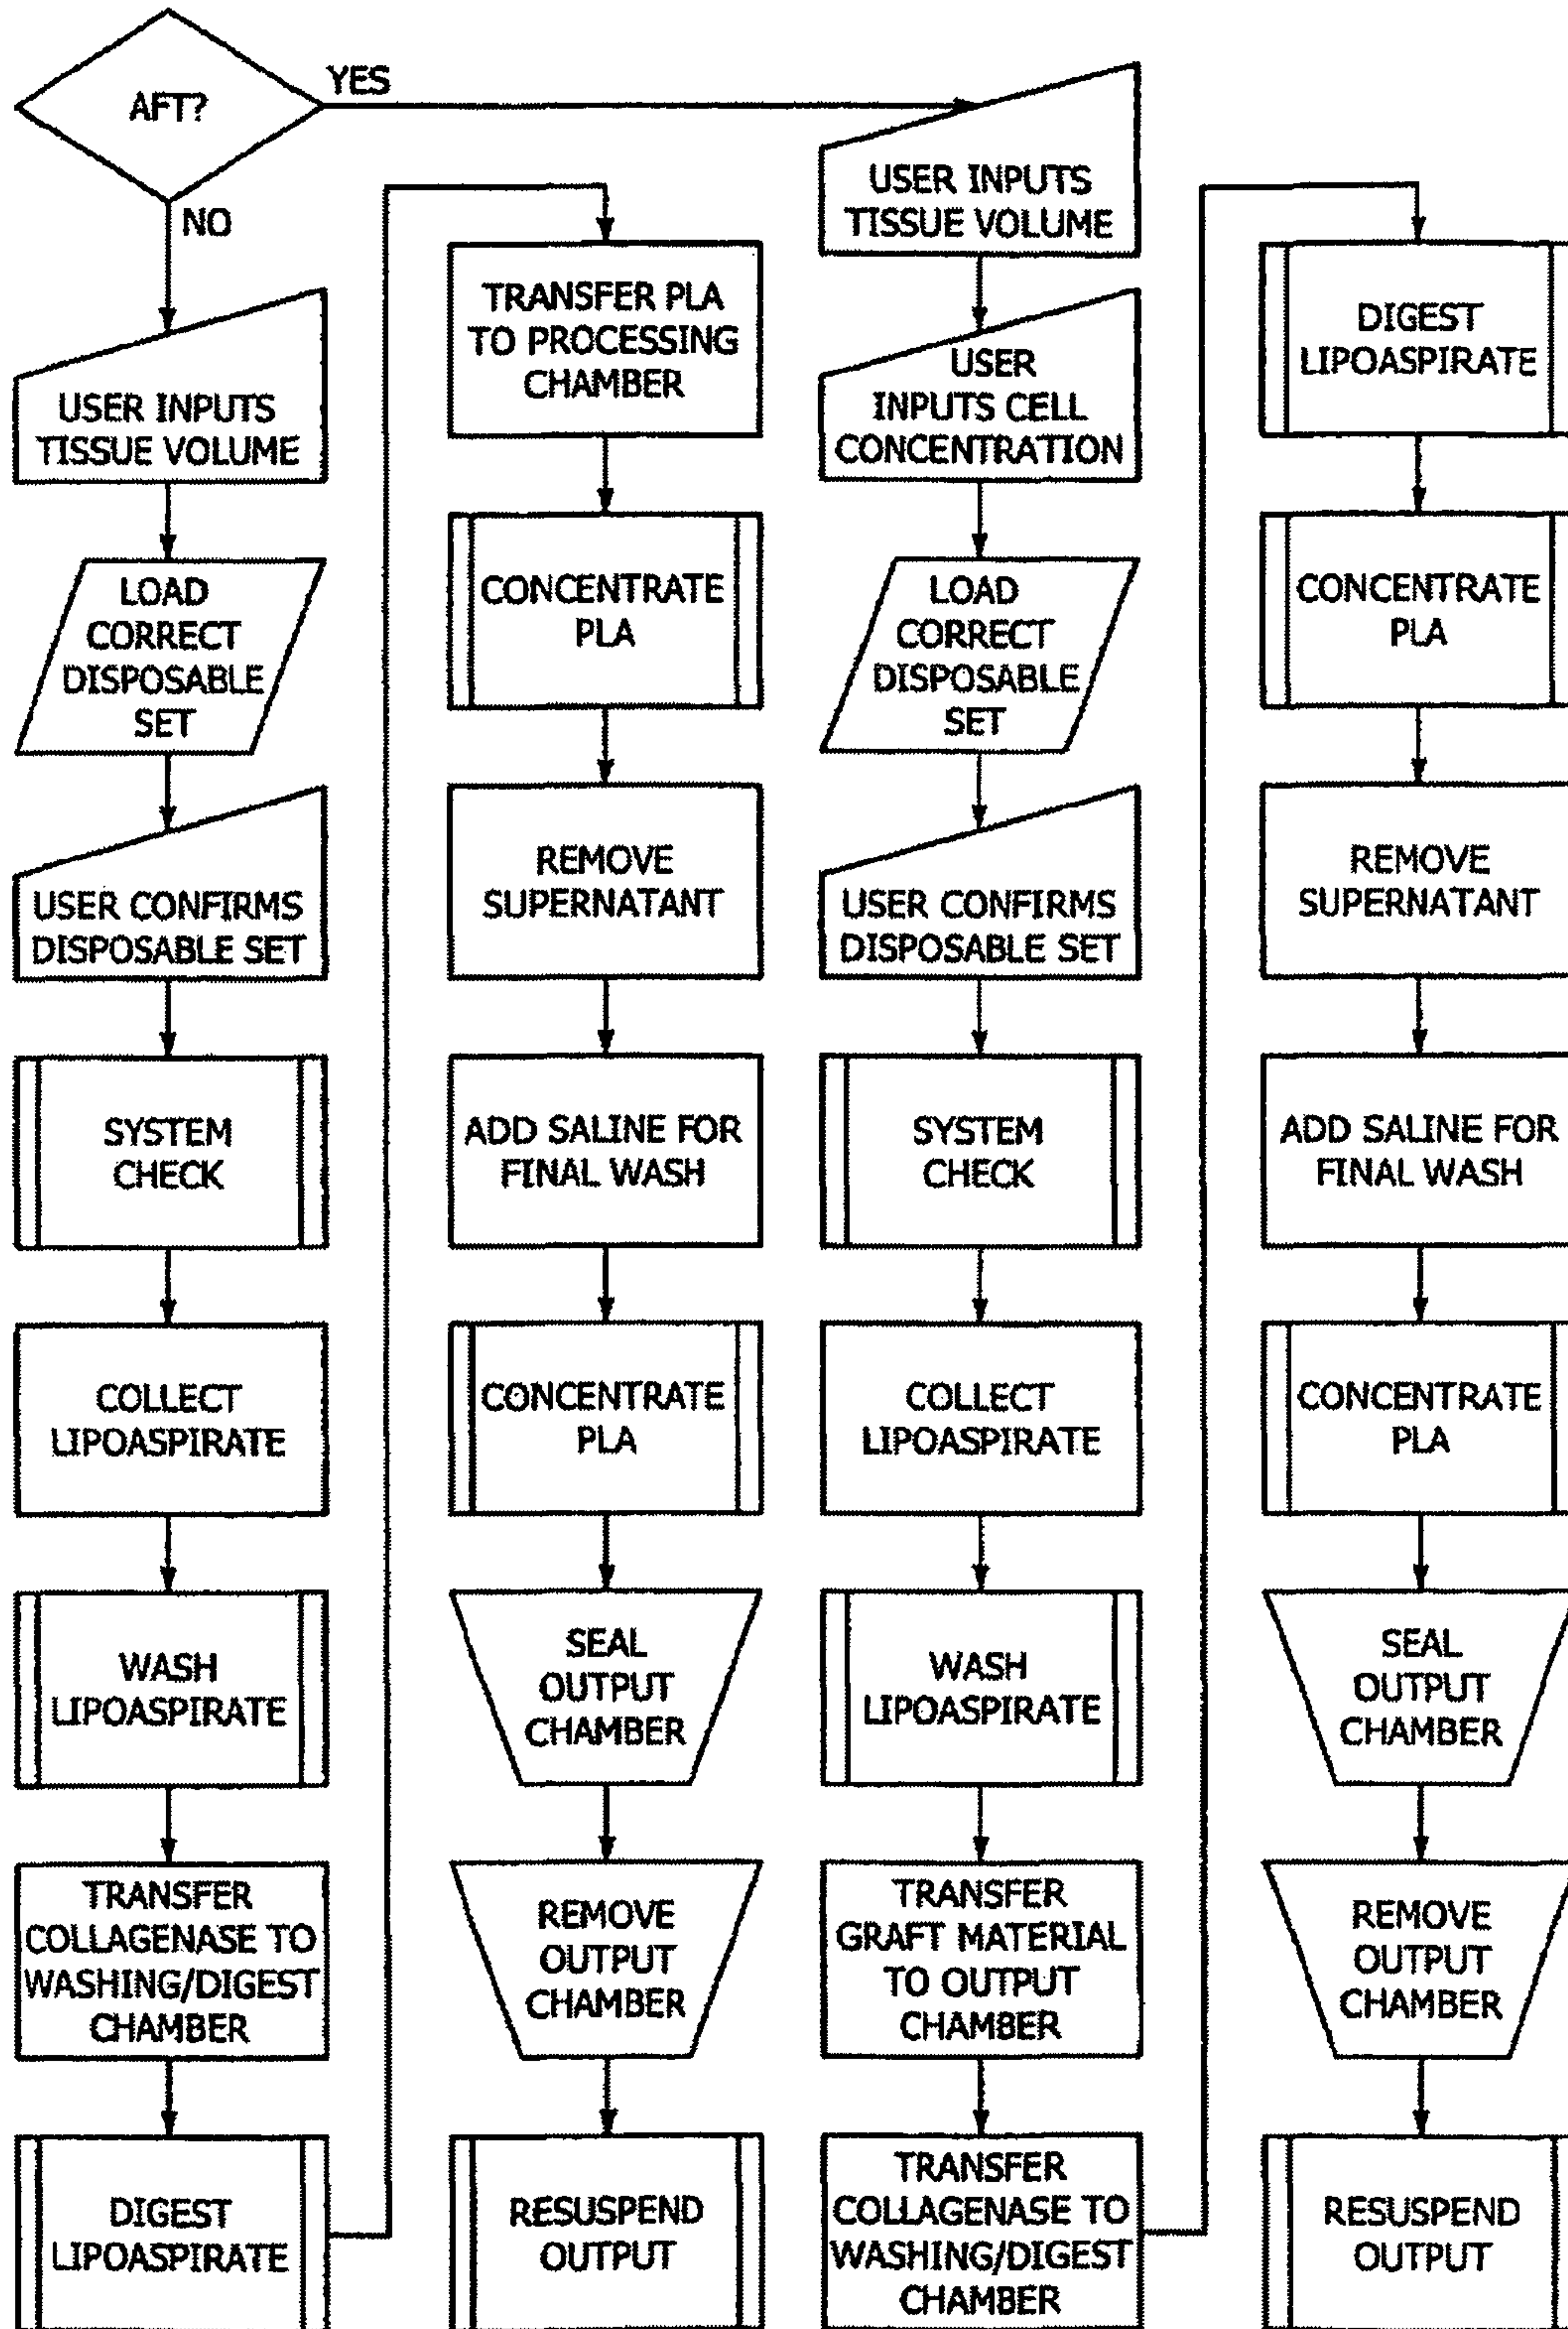 AFT?
YES
NO
USER INPUTS
TISSUE VOLUME
LOAD
CORRECT
DISPOSABLE
SET
USER CONFIRMS
DISPOSABLE SET
SYSTEM
CHECK
COLLECT
LIPOASPIRATE
WASH
LIPOASPIRATE
TRANSFER
COLLAGENASE TO
WASHING/DIGEST
CHAMBER
DIGEST
LIPOASPIRATE
TRANSFER PLA
TO PROCESSING
CHAMBER
CONCENTRATE
PLA
REMOVE
SUPERNATANT
ADD SALINE FOR
FINAL WASH
CONCENTRATE
PLA
SEAL
OUTPUT
CHAMBER
REMOVE
OUTPUT
CHAMBER
RESUSPEND
OUTPUT
USER INPUTS
TISSUE VOLUME
USER
INPUTS CELL
CONCENTRATION
LOAD
CORRECT
DISPOSABLE
SET
USER CONFIRMS
DISPOSABLE SET
SYSTEM
CHECK
COLLECT
LIPOASPIRATE
WASH
LIPOASPIRATE
TRANSFER
GRAFT MATERIAL
TO OUTPUT
CHAMBER
TRANSFER
COLLAGENASE TO
WASHING/DIGEST
CHAMBER
DIGEST
LIPOASPIRATE
CONCENTRATE
PLA
REMOVE
SUPERNATANT
ADD SALINE FOR
FINAL WASH
CONCENTRATE
PLA
SEAL
OUTPUT
CHAMBER
REMOVE
OUTPUT
CHAMBER
RESUSPEND
OUTPUT